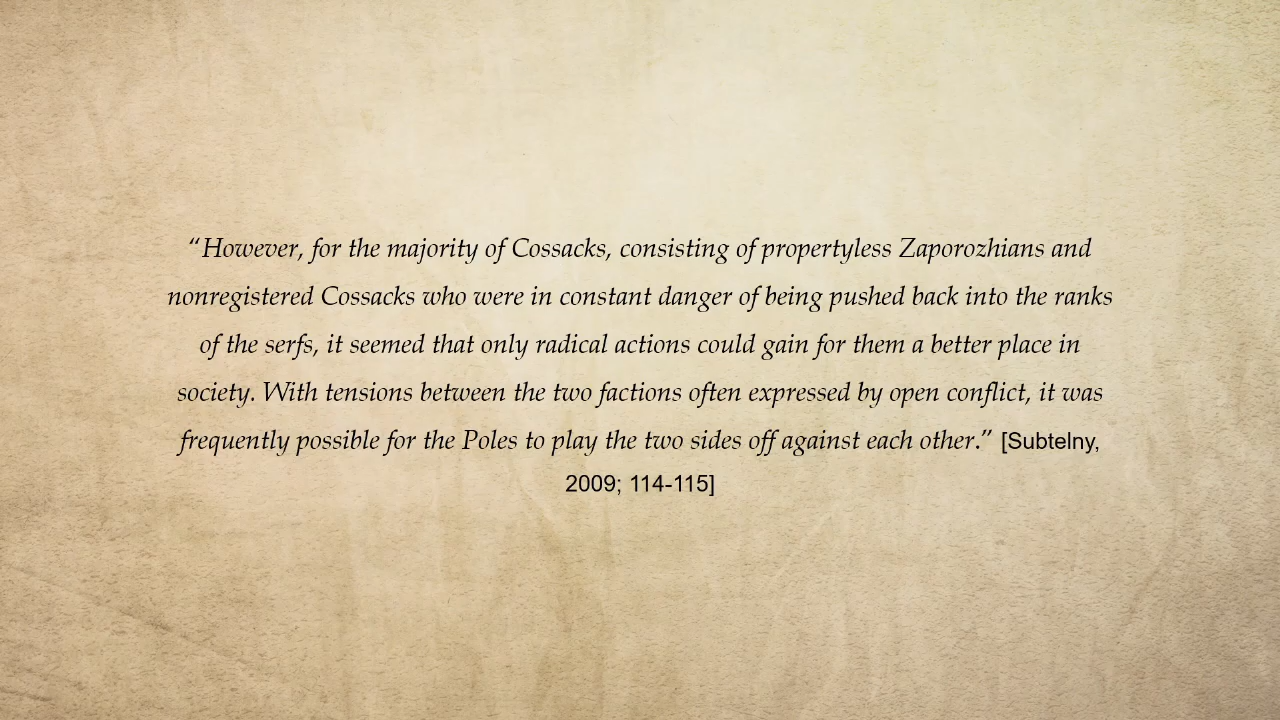 “However, for the majority of Cossacks, consisting of propertyless Zaporozhians and
nonregistered Cossacks who were in constant danger of being pushed back into the ranks
of the serfs, it seemed that only radical actions could gain for them a better place in
society. With tensions between the two factions often expressed by open conflict, it was
frequently possible for the Poles to play the two sides off against each other.” [Subtelny,
2009; 114-115]